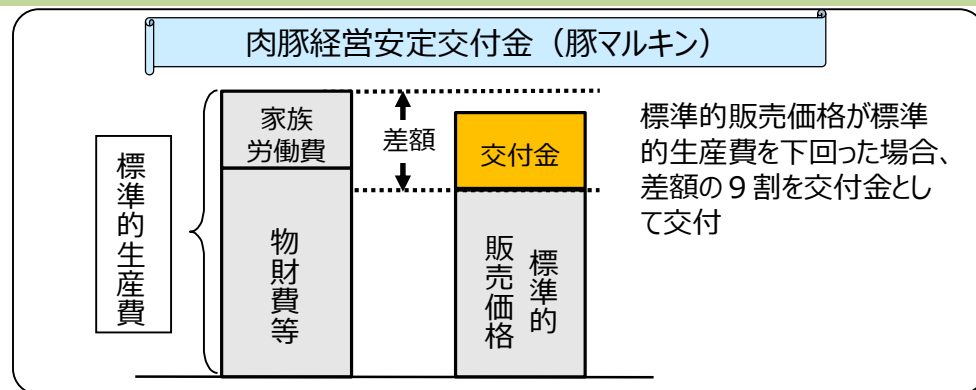 肉豚経営安定交付金（豚マルキン）
標準的生産費
家族
労働費
物財費等
差額
交付金
標準的
販売価格
標準的販売価格が標準
的生産費を下回った場合、
差額の９割を交付金とし
て交付